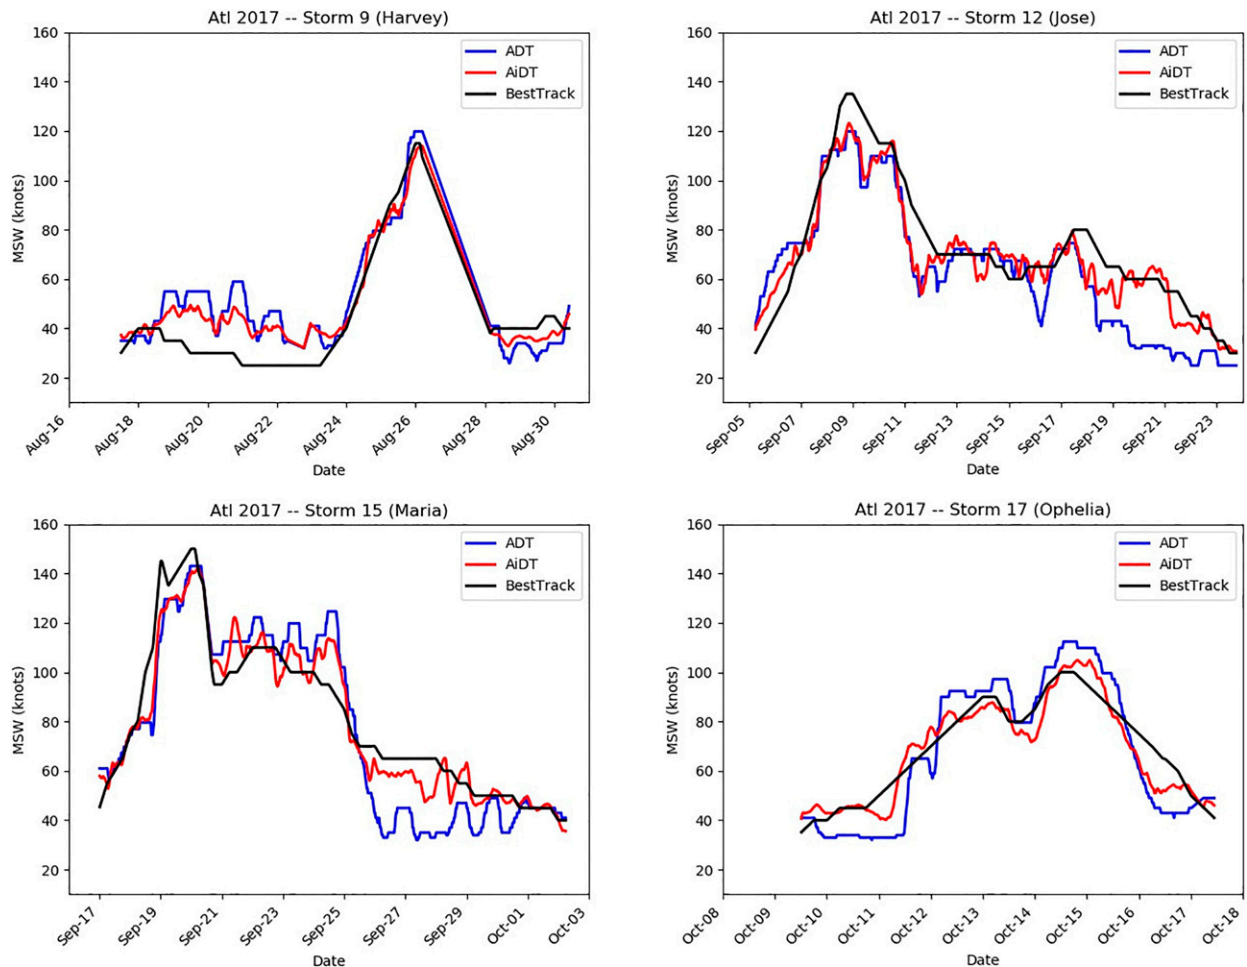 Atl 2017 -- Storm 9 (Harvey)
160
140
120
100
80
60
40
20
MSW (knots)
ADT
AiDT
BestTrack
Aug-16
Aug-18
Aug-20
Aug-22
Aug-24
Aug-26
Aug-28
Aug-30
Date
Atl 2017 -- Storm 12 (Jose)
160
140
120
100
80
60
40
20
MSW (knots)
ADT
AiDT
BestTrack
Sep-05
Sep-07
Sep-09
Sep-11
Sep-13
Sep-15
Sep-17
Sep-19
Sep-21
Sep-23
Date
Atl 2017 -- Storm 15 (Maria)
160
140
120
100
80
60
40
20
MSW (knots)
ADT
AiDT
BestTrack
Sep-17
Sep-19
Sep-21
Sep-23
Sep-25
Sep-27
Sep-29
Oct-01
Oct-03
Date
Atl 2017 -- Storm 17 (Ophelia)
160
140
120
100
80
60
40
20
MSW (knots)
ADT
AiDT
BestTrack
Oct-08
Oct-09
Oct-10
Oct-11
Oct-12
Oct-13
Oct-14
Oct-15
Oct-16
Oct-17
Oct-18
Date